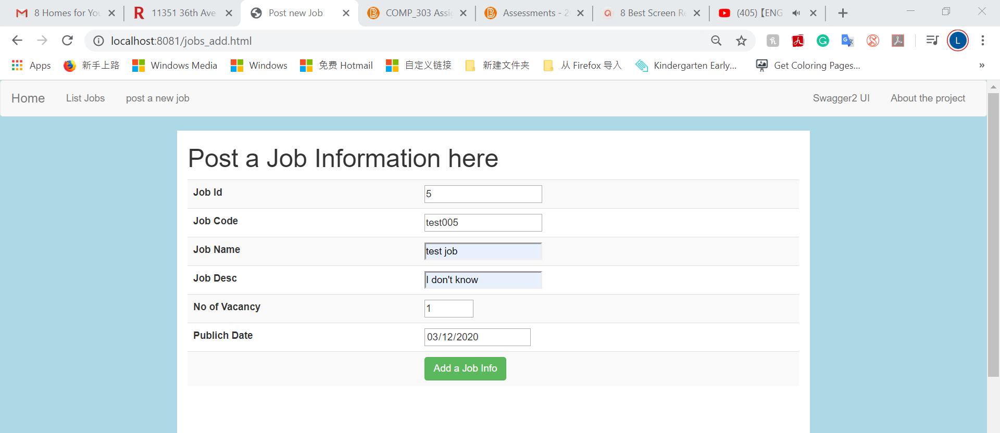 8 Homes for You
11351 36th Ave
Post new Job
COMP_303 Assig
Assessments - 2
8 Best Screen Re
(405)【ENG
localhost:8081/jobs_add.html
L
Apps
新手上路
Windows Media
Windows
免费 Hotmail
自定义链接
新建文件夹
从 Firefox 导入
Kindergarten Early...
Get Coloring Pages...
»
Home
List Jobs
post a new job
Swagger2 UI
About the project
Post a Job Information here
Job Id
5
Job Code
test005
Job Name
test job
Job Desc
I don't know
No of Vacancy
1
Publich Date
03/12/2020
Add a Job Info